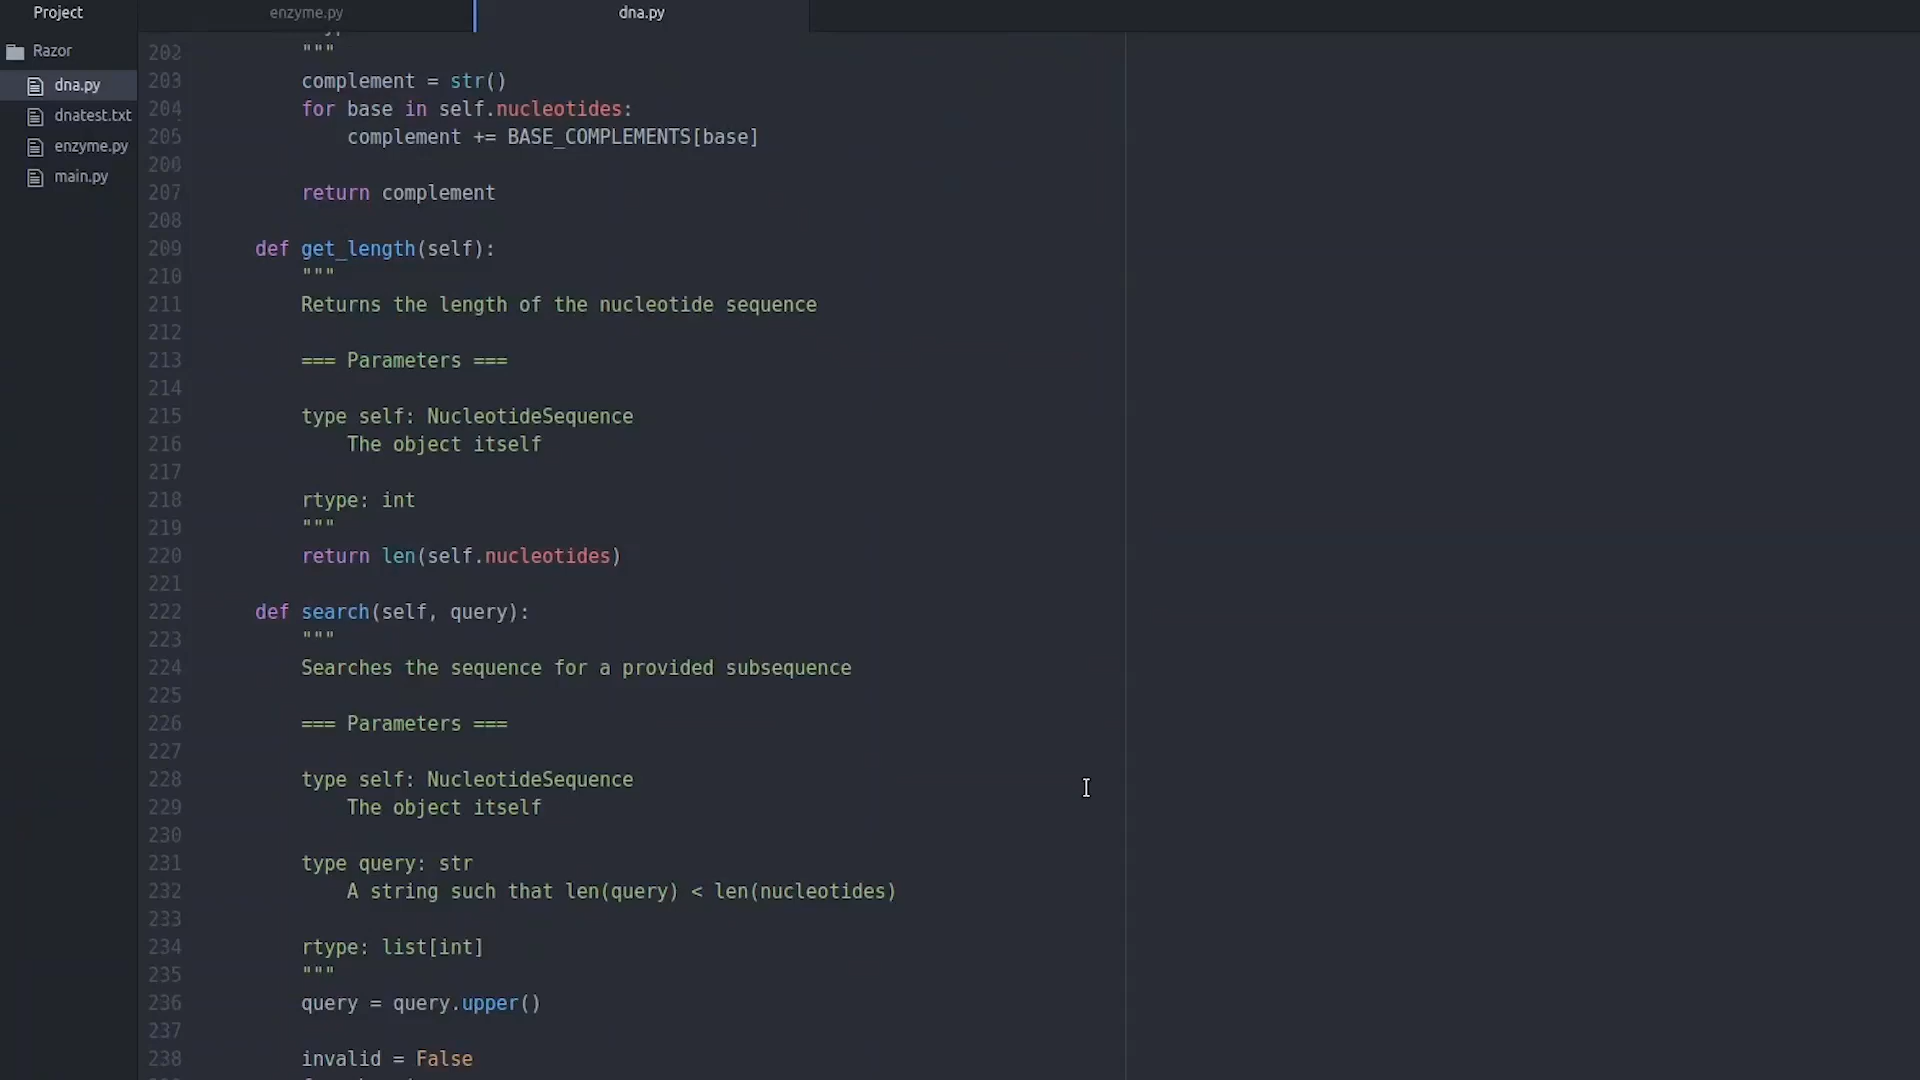 Project
enzyme.py
dna.py
Razor
dna.py
dnatest.txt
enzyme.py
main.py
202 """
203 complement = str()
204 for base in self.nucleotides:
205 complement += BASE_COMPLEMENTS[base]
206
207 return complement
208
209 def get_length(self):
210 """
211 Returns the length of the nucleotide sequence
212
213 === Parameters ===
214
215 type self: NucleotideSequence
216 The object itself
217
218 rtype: int
219 """
220 return len(self.nucleotides)
221
222 def search(self, query):
223 """
224 Searches the sequence for a provided subsequence
225
226 === Parameters ===
227
228 type self: NucleotideSequence
229 The object itself
230
231 type query: str
232 A string such that len(query) < len(nucleotides)
233
234 rtype: list[int]
235 """
236 query = query.upper()
237
238 invalid = False